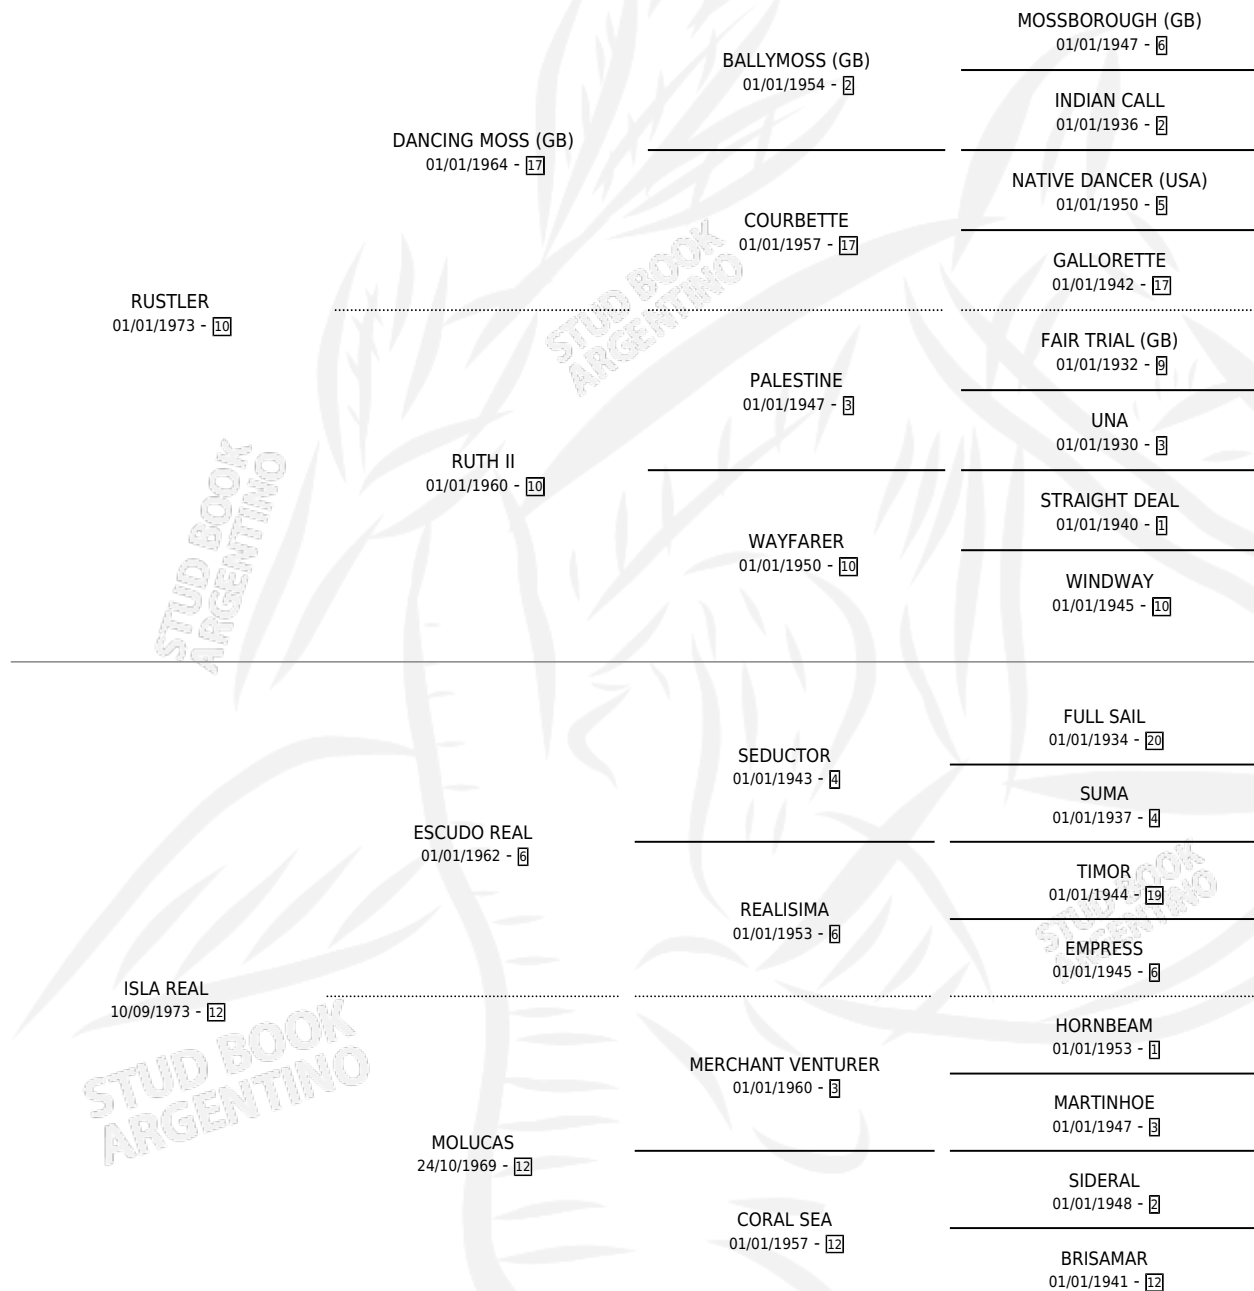 MOSSBOROUGH (GB)
01/01/1947 - 6
BALLYMOSS (GB)
01/01/1954 - 2
INDIAN CALL
01/01/1936 - 2
DANCING MOSS (GB)
01/01/1964 - 17
NATIVE DANCER (USA)
01/01/1950 - 5
COURBETTE
01/01/1957 - 17
GALLORETTE
01/01/1942 - 17
RUSTLER
01/01/1973 - 10
STUD BOOK
ARGENTINO
FAIR TRIAL (GB)
01/01/1932 - 9
PALESTINE
01/01/1947 - 3
UNA
01/01/1930 - 3
RUTH II
01/01/1960 - 10
STRAIGHT DEAL
01/01/1940 - 1
WAYFARER
01/01/1950 - 10
WINDWAY
01/01/1945 - 10
STUD BOOK
ARGENTINO
FULL SAIL
01/01/1934 - 20
SEDUCTOR
01/01/1943 - 4
SUMA
01/01/1937 - 4
ESCUDO REAL
01/01/1962 - 6
TIMOR
01/01/1944 - 19
REALISIMA
01/01/1953 - 6
EMPRESS
01/01/1945 - 6
STUD BOOK
ARGENTINO
ISLA REAL
10/09/1973 - 12
STUD BOOK
ARGENTINO
HORNBEAM
01/01/1953 - 1
MERCHANT VENTURER
01/01/1960 - 3
MARTINHOE
01/01/1947 - 3
MOLUCAS
24/10/1969 - 12
SIDERAL
01/01/1948 - 2
CORAL SEA
01/01/1957 - 12
BRISAMAR
01/01/1941 - 12